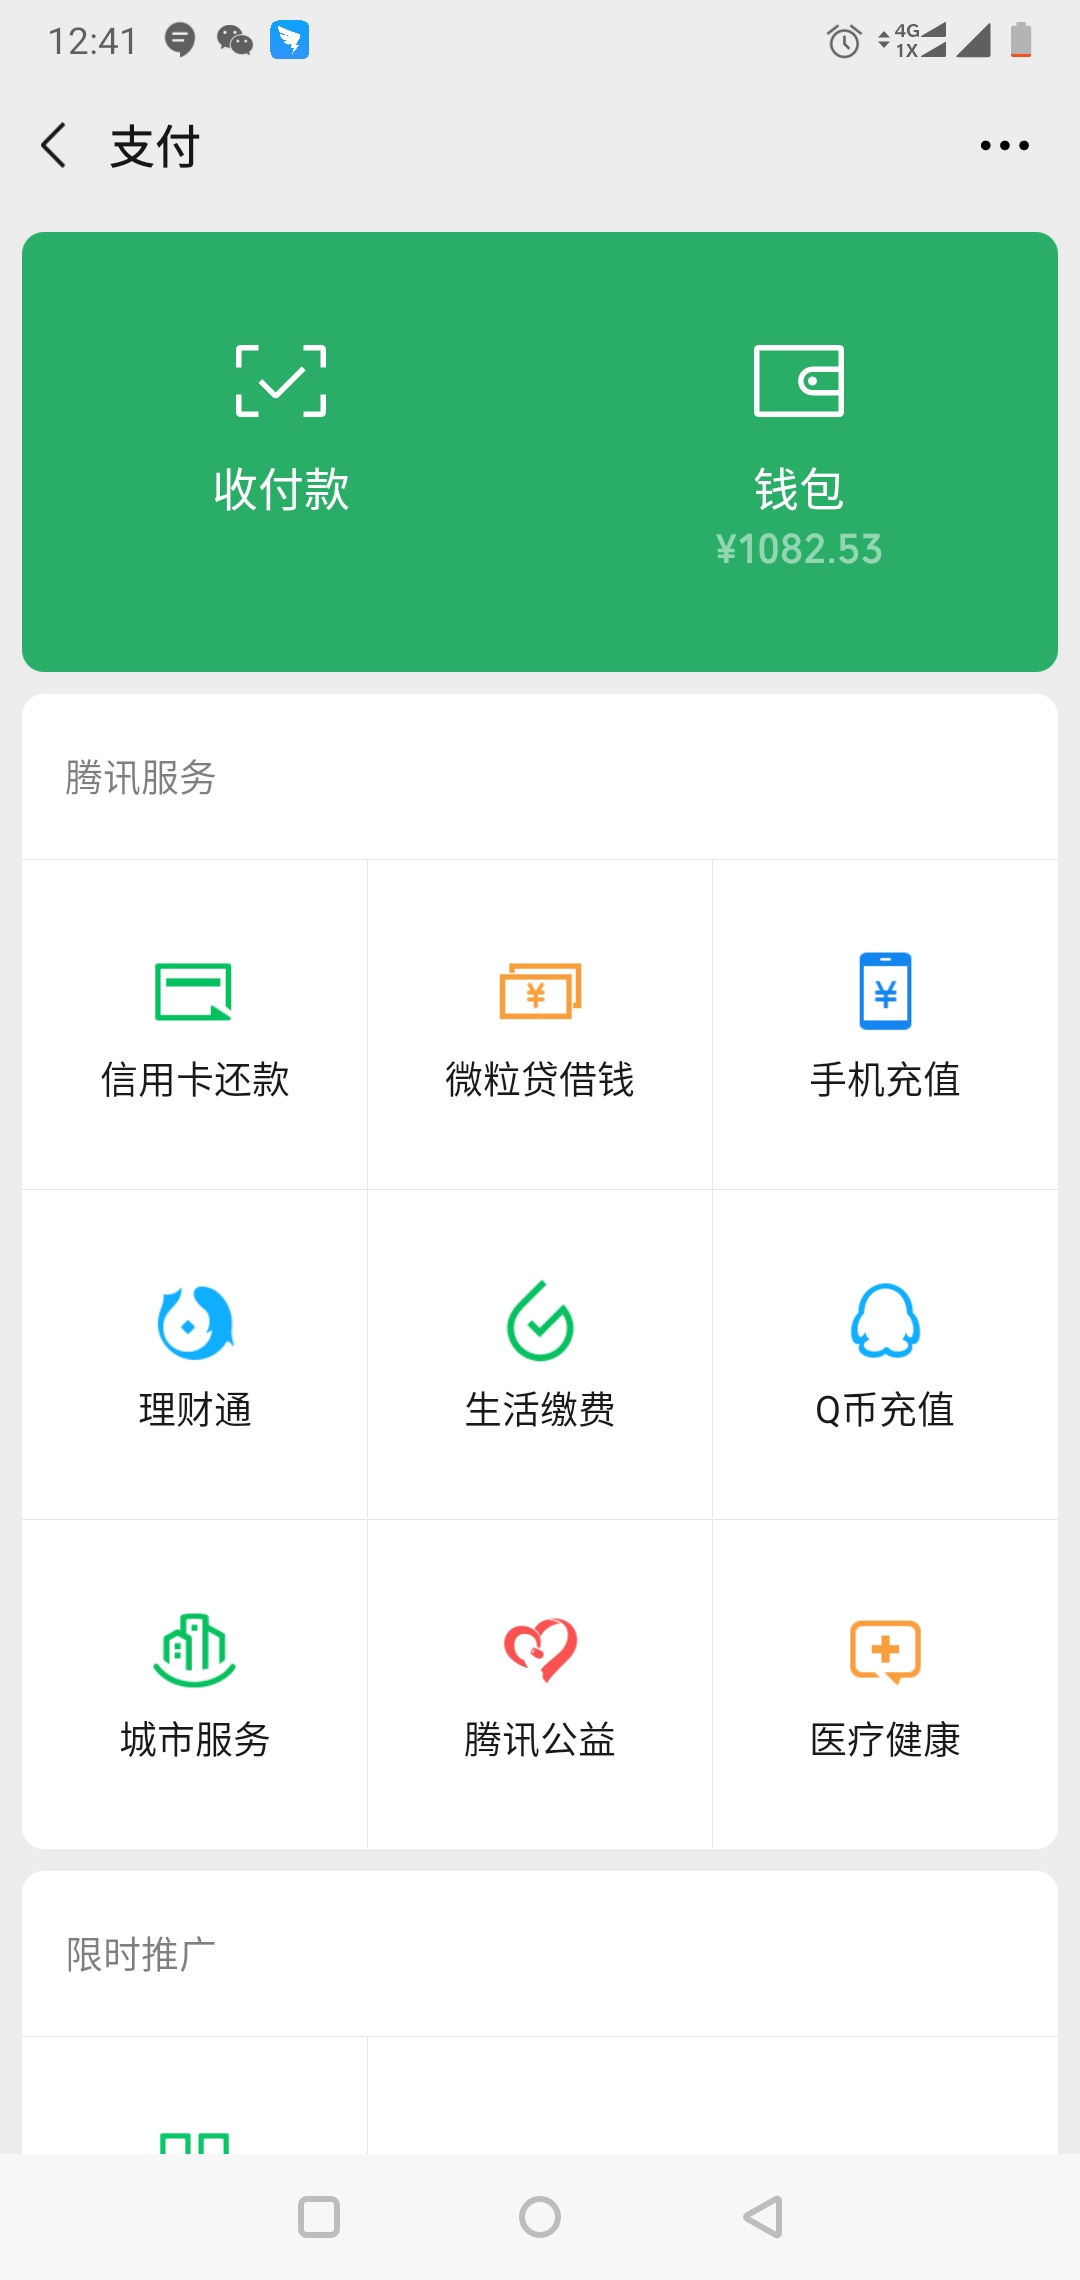 12:41
4G
1X
支付
收付款
钱包
¥1082.53
腾讯服务
信用卡还款
微粒贷借钱
手机充值
理财通
生活缴费
Q币充值
城市服务
腾讯公益
医疗健康
限时推广